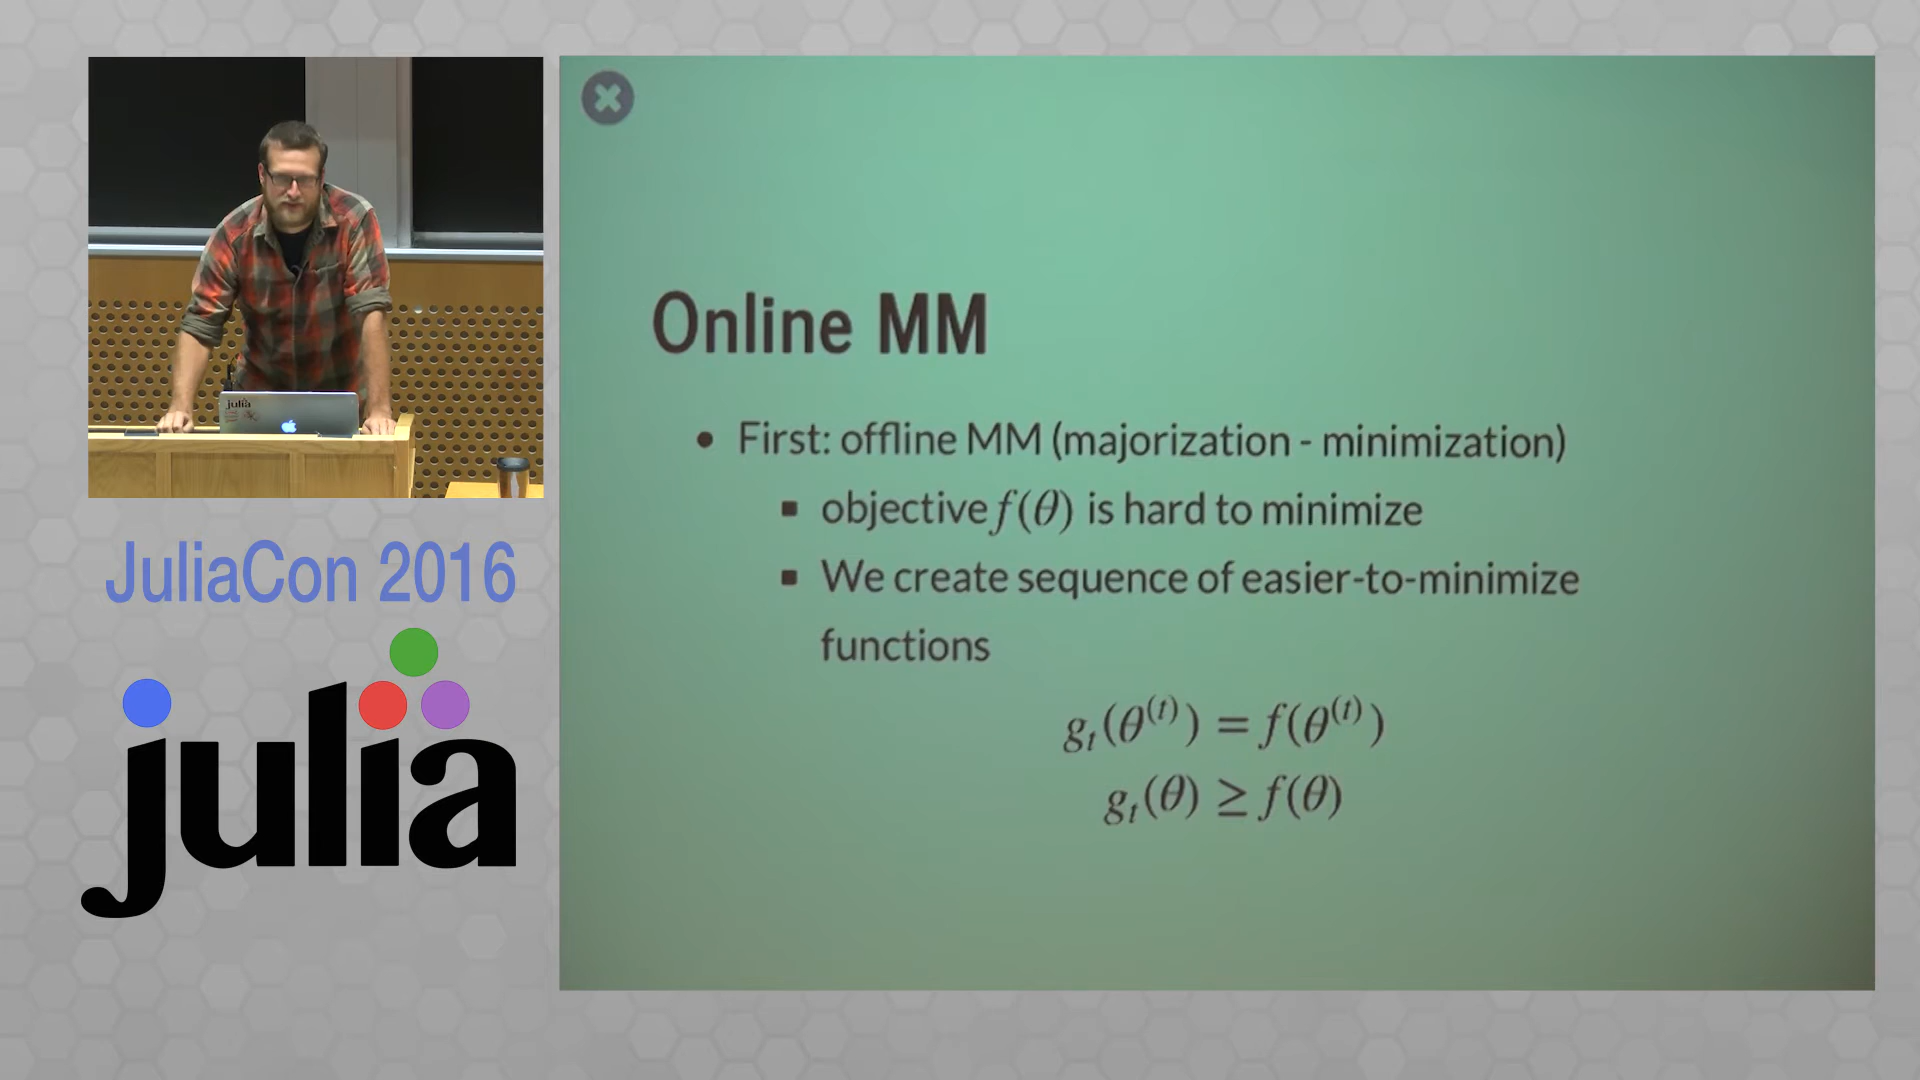 julia
JuliaCon 2016
julia
Online MM
• First: offline MM (majorization - minimization)
▪ objective f(θ) is hard to minimize
▪ We create sequence of easier-to-minimize
functions
gₜ(θ⁽ᵗ⁾) = f(θ⁽ᵗ⁾)
gₜ(θ) ≥ f(θ)